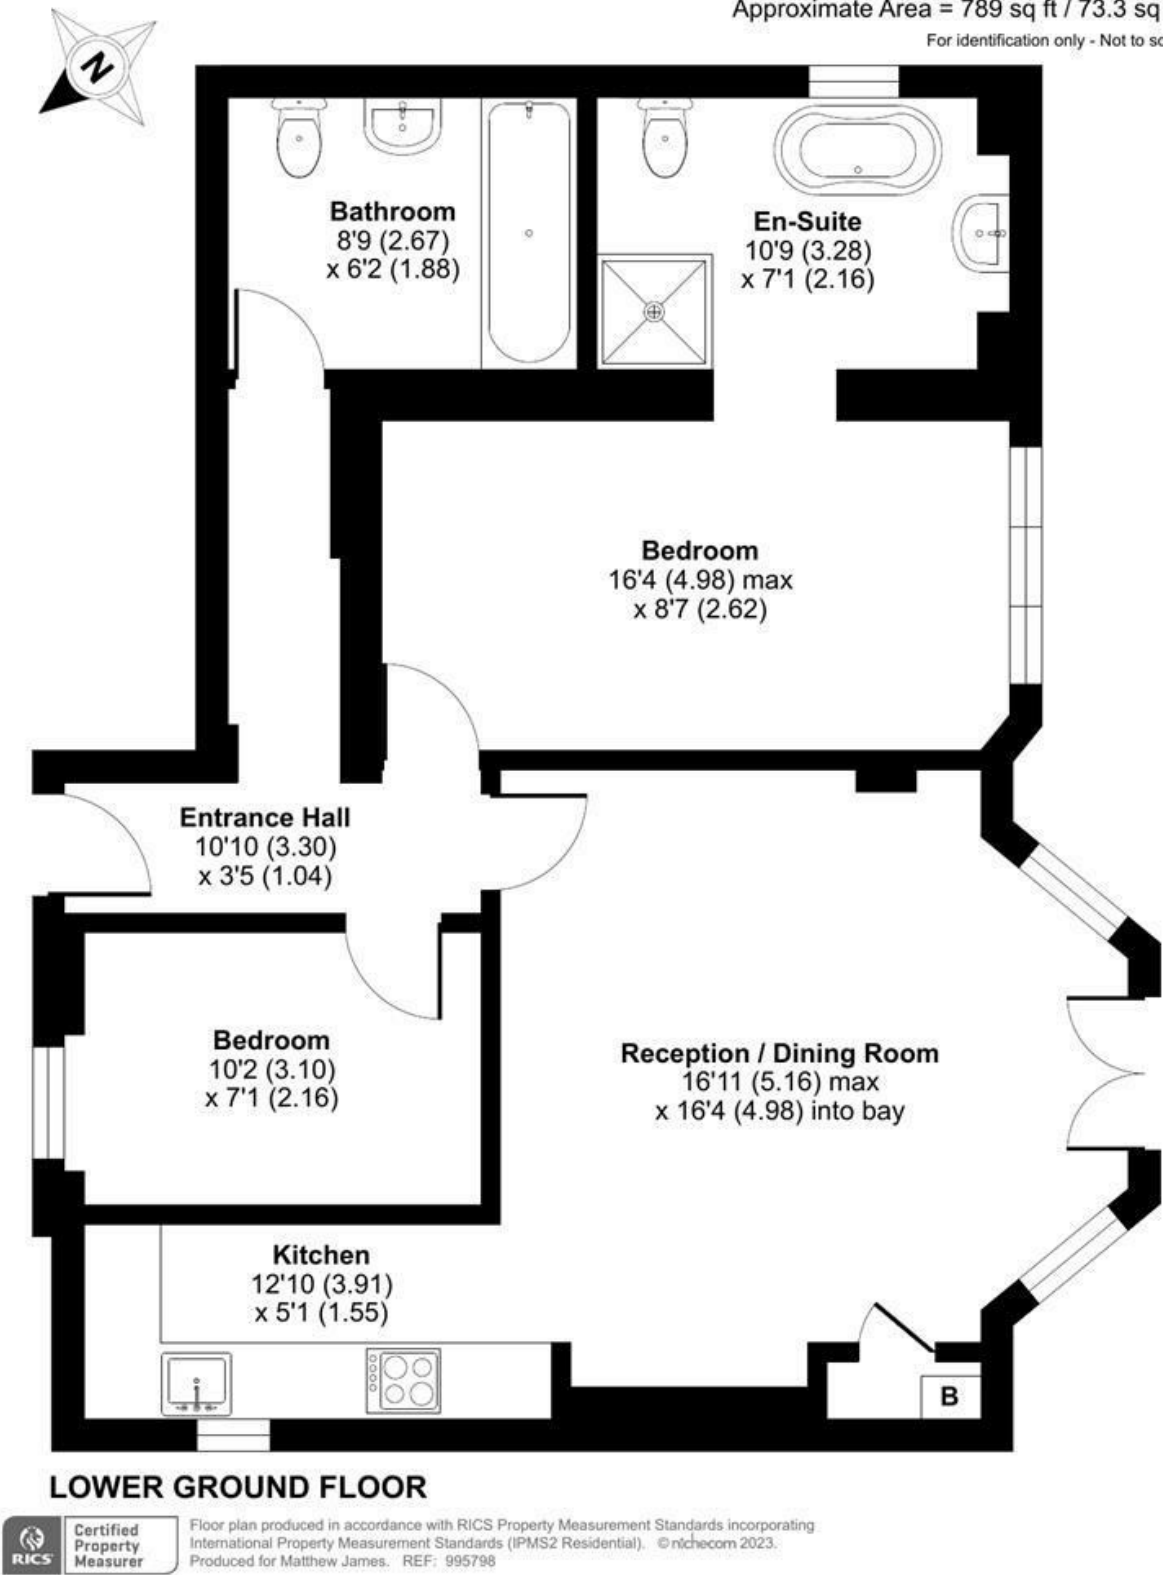 Approximate Area = 789 sq ft / 73.3 sq
For identification only - Not to sc
N
Bathroom
8'9 (2.67)
x 6'2 (1.88)
En-Suite
10'9 (3.28)
x 7'1 (2.16)
Bedroom
16'4 (4.98) max
x 8'7 (2.62)
Entrance Hall
10'10 (3.30)
x 3'5 (1.04)
Bedroom
10'2 (3.10)
x 7'1 (2.16)
Reception / Dining Room
16'11 (5.16) max
x 16'4 (4.98) into bay
Kitchen
12'10 (3.91)
x 5'1 (1.55)
B
LOWER GROUND FLOOR
RICS
Certified
Property
Measurer
Floor plan produced in accordance with RICS Property Measurement Standards incorporating
International Property Measurement Standards (IPMS2 Residential). ©nichecom 2023.
Produced for Matthew James. REF: 995798